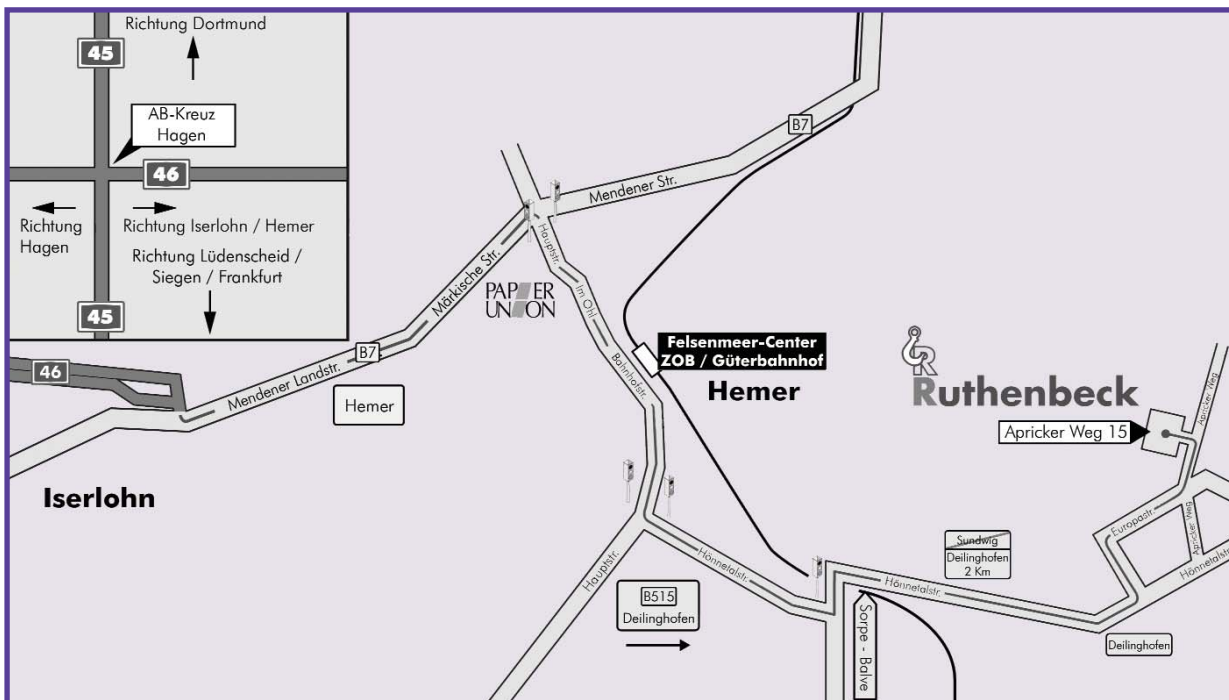 Richtung Dortmund
45
AB-Kreuz
Hagen
46
Richtung
Hagen
Richtung Iserlohn / Hemer
Richtung Lüdenscheid /
Siegen / Frankfurt
45
46
B7
Mendener Str.
Hauptstr.
Märkische Str.
PAPIER
UNION
Im Ohl
B7
Mendener Landstr.
Hemer
Felsenmeer-Center
ZOB / Güterbahnhof
Bahnhofstr.
Hemer
R
Ruthenbeck
Apricker Weg
Apricker Weg 15
Iserlohn
Europastr.
Apricker Weg
Hönnetalstr.
Sundwig
Deilinghofen
2 Km
Hauptstr.
Hönnetalstr.
Hönnetalstr.
B515
Deilinghofen
Sorpe - Balve
Deilinghofen